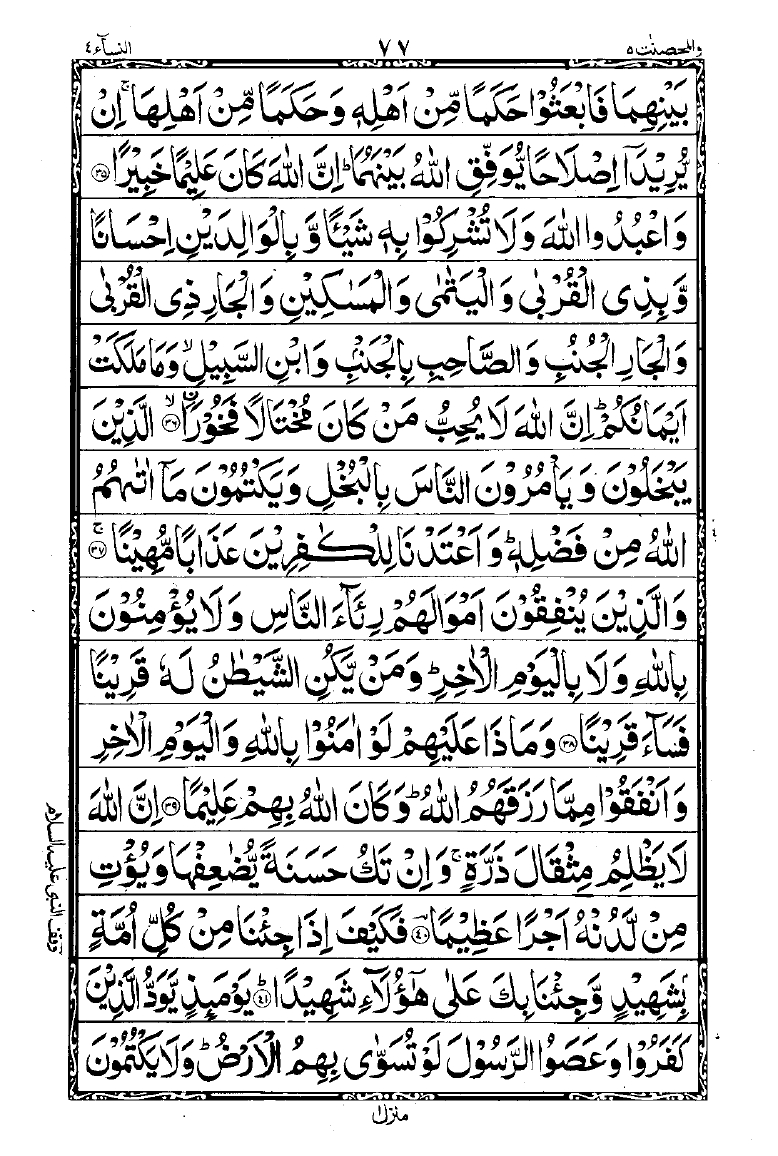 والمحصنٰت ٥
٧٧
النسآء ٤
بَيْنِهِمَا فَابْعَثُوْا حَكَمًا مِّنْ اَهْلِهٖ وَحَكَمًا مِّنْ اَهْلِهَا ۚ اِنْ
يُّرِيْدَآ اِصْلَاحًا يُّوَفِّقِ اللّٰهُ بَيْنَهُمَا ؕ اِنَّ اللّٰهَ كَانَ عَلِيْمًا خَبِيْرًا ﴿٣٥﴾
وَاعْبُدُوا اللّٰهَ وَلَا تُشْرِكُوْا بِهٖ شَيْـًٔا وَّ بِالْوَالِدَيْنِ اِحْسَانًا
وَّبِذِى الْقُرْبٰى وَالْيَتٰمٰى وَالْمَسٰكِيْنِ وَالْجَارِ ذِى الْقُرْبٰى
وَالْجَارِ الْجُنُبِ وَالصَّاحِبِ بِالْجَنْۢبِ وَابْنِ السَّبِيْلِ ۙ وَمَا مَلَكَتْ
اَيْمَانُكُمْ ؕ اِنَّ اللّٰهَ لَا يُحِبُّ مَنْ كَانَ مُخْتَالًا فَخُوْرَا ۙ﴿٣٦﴾ الَّذِيْنَ
يَبْخَلُوْنَ وَيَاْمُرُوْنَ النَّاسَ بِالْبُخْلِ وَيَكْتُمُوْنَ مَآ اٰتٰٮهُمُ
اللّٰهُ مِنْ فَضْلِهٖ ؕ وَاَعْتَدْنَا لِلْكٰفِرِيْنَ عَذَابًا مُّهِيْنًا ۚ﴿٣٧﴾
وَالَّذِيْنَ يُنْفِقُوْنَ اَمْوَالَهُمْ رِئَآءَ النَّاسِ وَلَا يُؤْمِنُوْنَ
بِاللّٰهِ وَلَا بِالْيَوْمِ الْاٰخِرِ ؕ وَمَنْ يَّكُنِ الشَّيْطٰنُ لَهٗ قَرِيْنًا
فَسَآءَ قَرِيْنًا ﴿٣٨﴾ وَمَاذَا عَلَيْهِمْ لَوْ اٰمَنُوْا بِاللّٰهِ وَالْيَوْمِ الْاٰخِرِ
وَاَنْفَقُوْا مِمَّا رَزَقَهُمُ اللّٰهُ ؕ وَكَانَ اللّٰهُ بِهِمْ عَلِيْمًا ﴿٣٩﴾ اِنَّ اللّٰهَ
لَا يَظْلِمُ مِثْقَالَ ذَرَّةٍ ۚ وَاِنْ تَكُ حَسَنَةً يُّضٰعِفْهَا وَيُؤْتِ
مِنْ لَّدُنْهُ اَجْرًا عَظِيْمًا ﴿٤٠﴾ فَكَيْفَ اِذَا جِئْنَا مِنْ كُلِّ اُمَّةٍۭ
بِشَهِيْدٍ وَّجِئْنَا بِكَ عَلٰى هٰٓؤُلَآءِ شَهِيْدًا ؕ﴿٤١﴾ يَوْمَئِذٍ يَّوَدُّ الَّذِيْنَ
كَفَرُوْا وَعَصَوُا الرَّسُوْلَ لَوْ تُسَوّٰى بِهِمُ الْاَرْضُ ؕ وَلَا يَكْتُمُوْنَ
وقف النبى عليه السلام
منزل ١